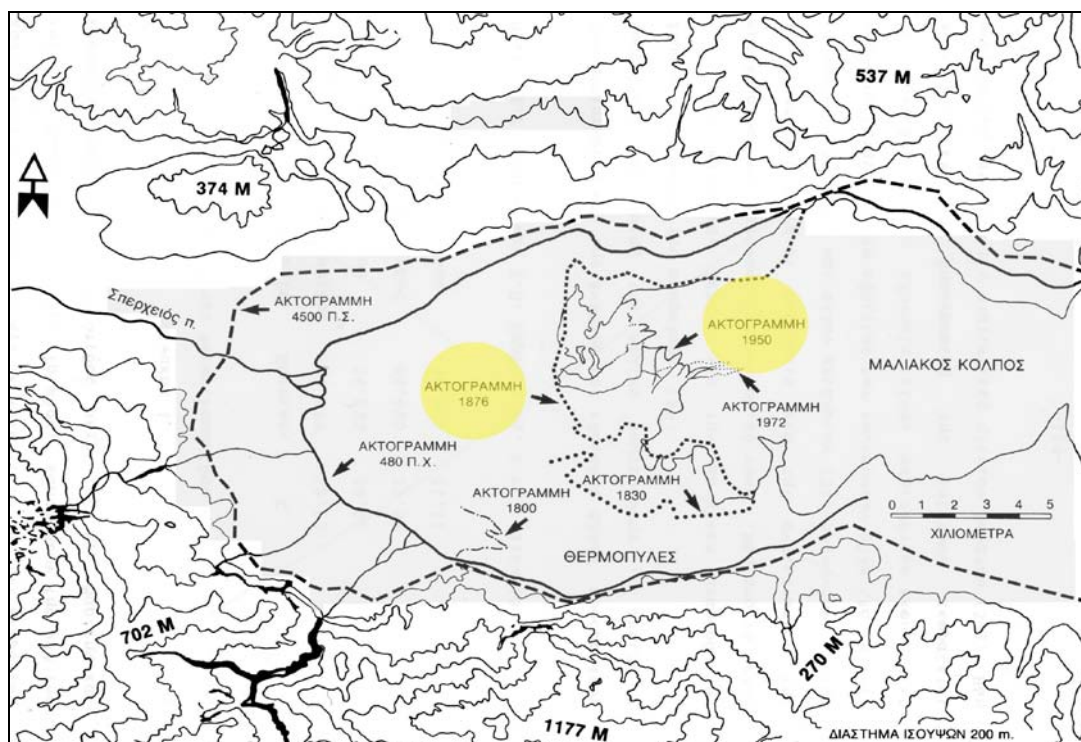 537 M
374 M
Σπερχειός π.
ΑΚΤΟΓΡΑΜΜΗ
4500 Π.Σ.
ΑΚΤΟΓΡΑΜΜΗ
1950
ΜΑΛΙΑΚΟΣ ΚΟΛΠΟΣ
ΑΚΤΟΓΡΑΜΜΗ
1876
ΑΚΤΟΓΡΑΜΜΗ
1972
ΑΚΤΟΓΡΑΜΜΗ
480 Π.Χ.
ΑΚΤΟΓΡΑΜΜΗ
1830
ΑΚΤΟΓΡΑΜΜΗ
1800
0 1 2 3 4 5
ΧΙΛΙΟΜΕΤΡΑ
ΘΕΡΜΟΠΥΛΕΣ
702 M
270 M
1177 M
ΔΙΑΣΤΗΜΑ ΙΣΟΥΨΩΝ 200 m.